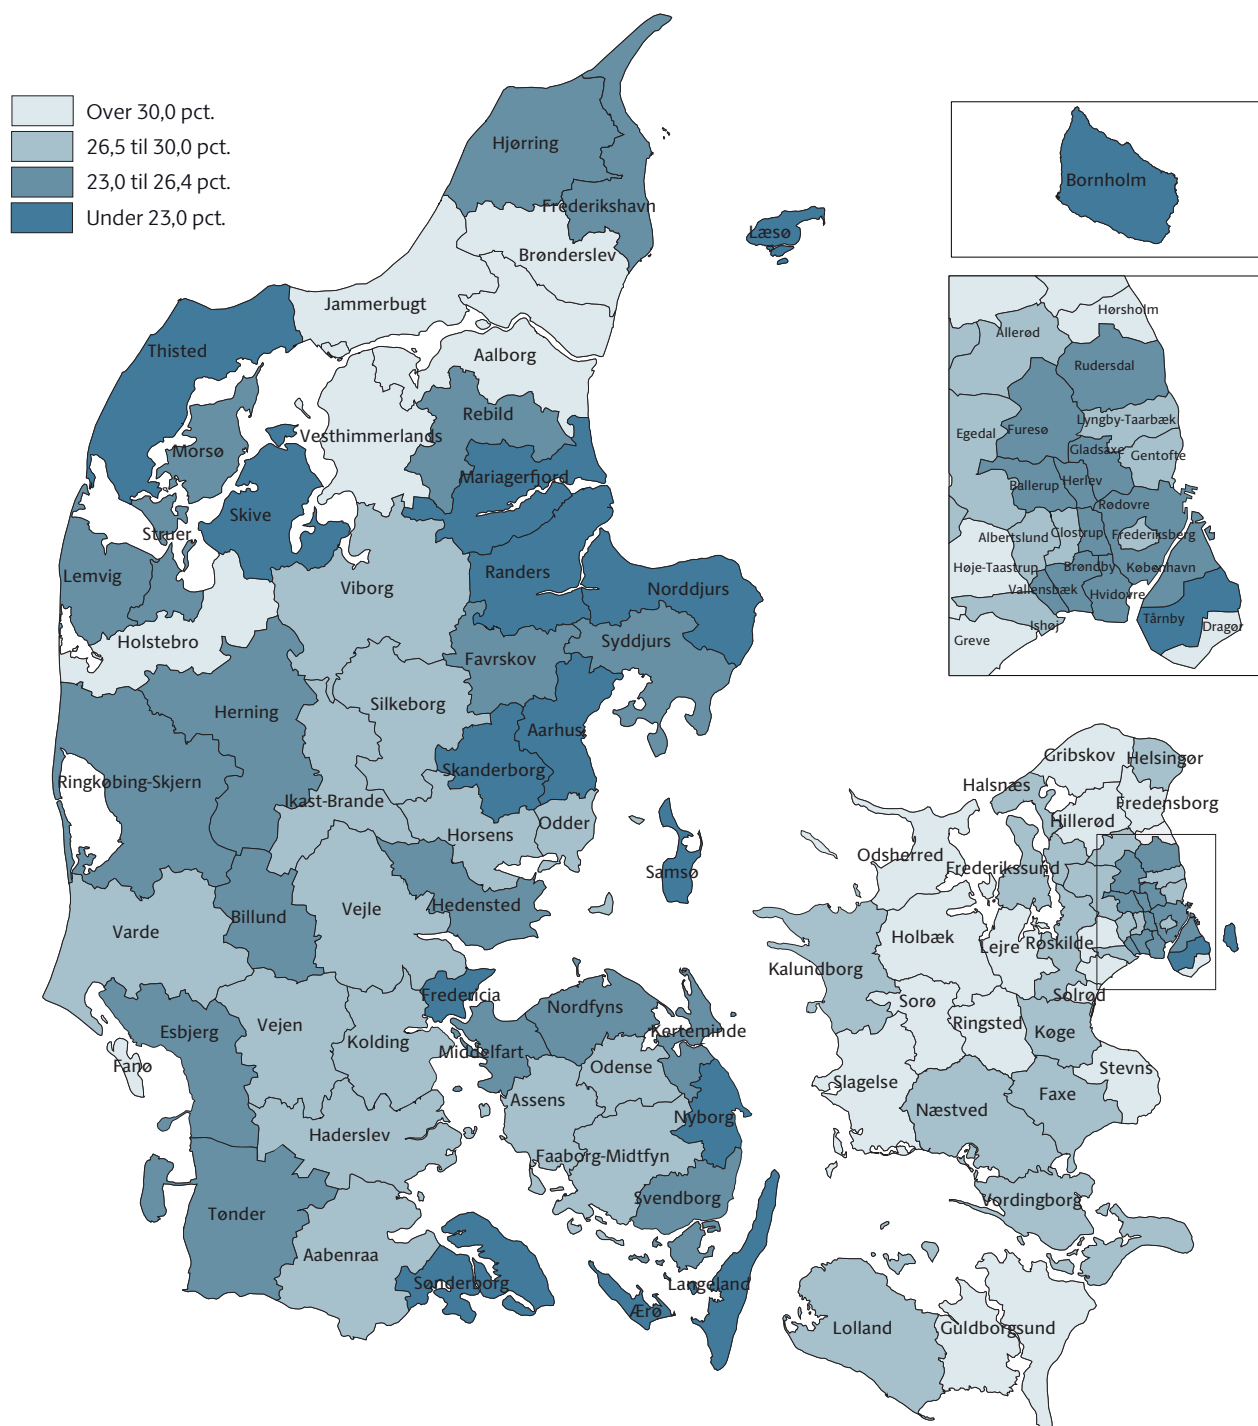 Over 30,0 pct.
26,5 til 30,0 pct.
23,0 til 26,4 pct.
Under 23,0 pct.
Hjørring
Frederikshavn
Læsø
Brønderslev
Jammerbugt
Thisted
Aalborg
Rebild
Vesthimmerlands
Morsø
Mariagerfjord
Skive
Struer
Lemvig
Viborg
Randers
Norddjurs
Holstebro
Syddjurs
Favrskov
Herning
Silkeborg
Aarhus
Skanderborg
Ringkøbing-Skjern
Ikast-Brande
Horsens
Odder
Samsø
Hedensted
Billund
Vejle
Varde
Fredericia
Nordfyns
Kerteminde
Esbjerg
Vejen
Kolding
Middelfart
Odense
Fanø
Assens
Nyborg
Haderslev
Faaborg-Midtfyn
Svendborg
Tønder
Aabenraa
Sønderborg
Langeland
Ærø
Bornholm
Hørsholm
Allerød
Rudersdal
Lyngby-Taarbæk
Egedal
Furesø
Gladsaxe
Gentofte
Ballerup
Herlev
Rødovre
Albertslund
Glostrup
Frederiksberg
Høje-Taastrup
Brøndby
København
Vallensbæk
Hvidovre
Ishøj
Tårnby
Dragør
Greve
Gribskov
Helsingør
Halsnæs
Fredensborg
Hillerød
Odsherred
Frederikssund
Holbæk
Lejre
Roskilde
Kalundborg
Solrød
Sorø
Ringsted
Køge
Stevns
Slagelse
Næstved
Faxe
Vordingborg
Lolland
Guldborgsund